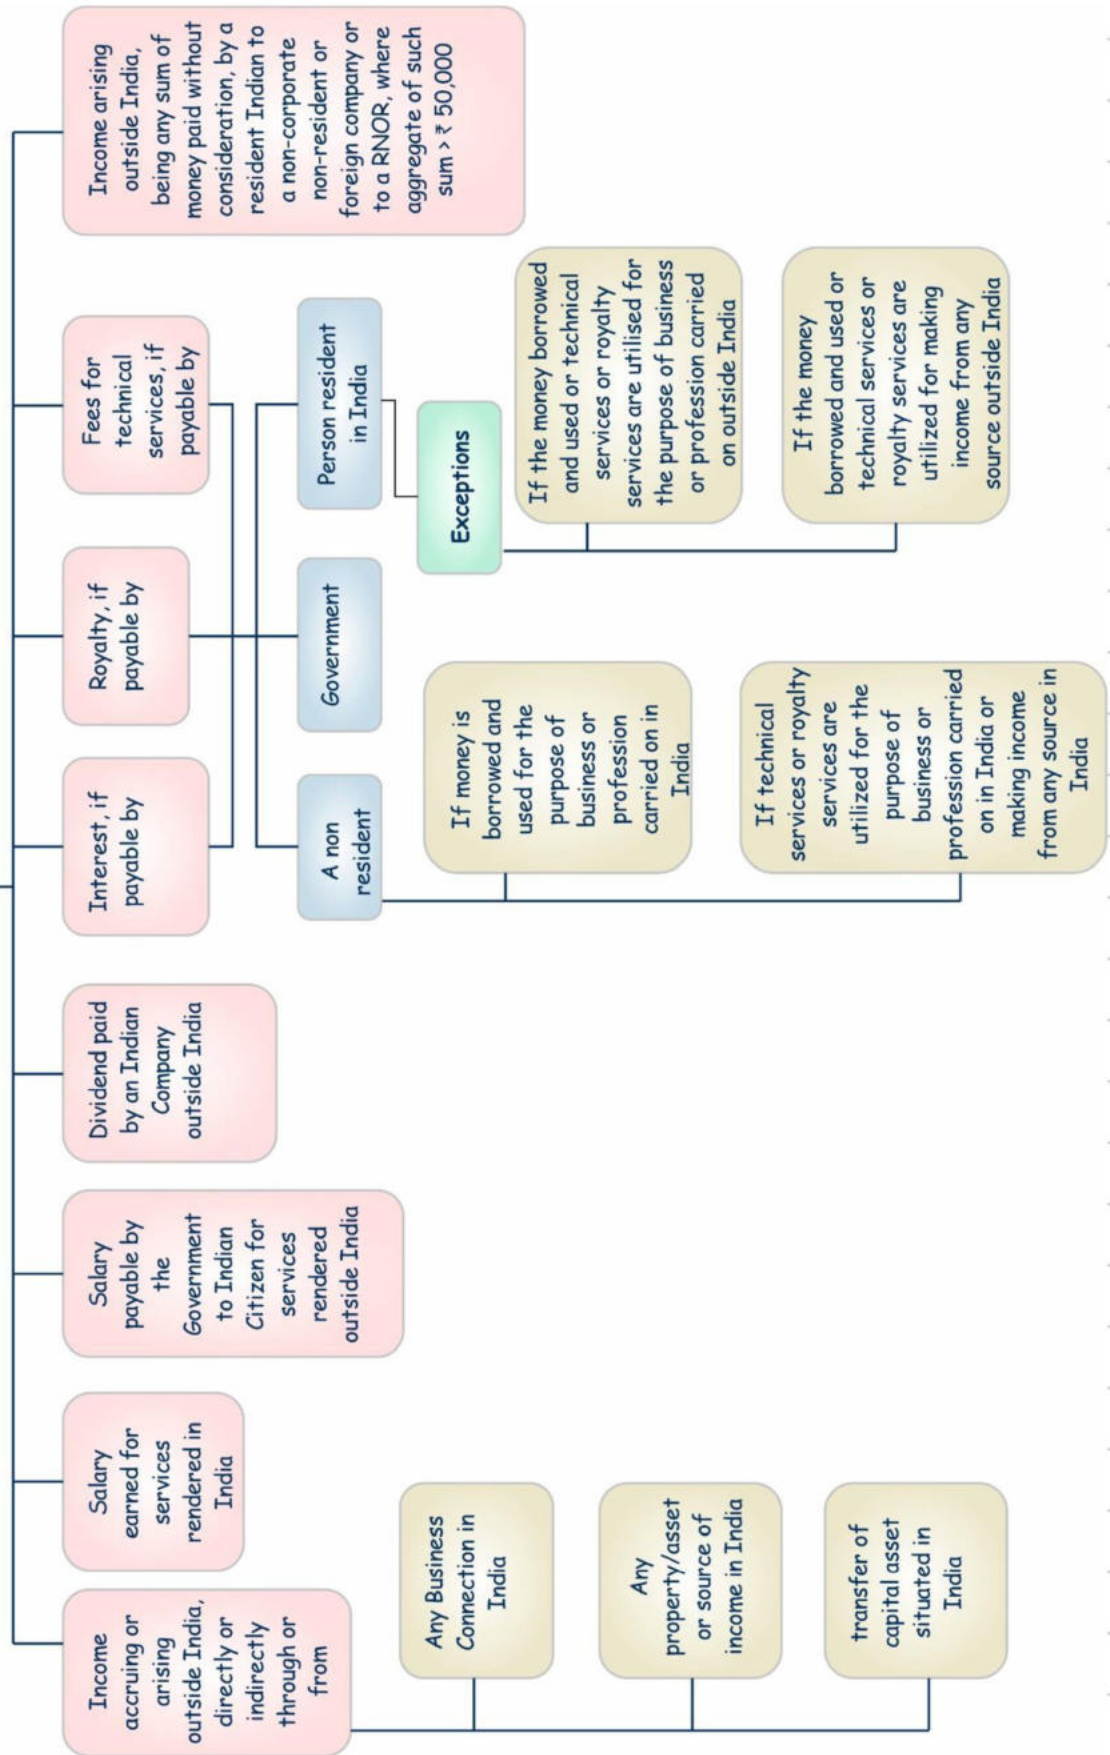 Income
accruing or
arising
outside India,
directly or
indirectly
through or
from
Any Business
Connection in
India
Any
property/asset
or source of
income in India
transfer of
capital asset
situated in
India
Salary
earned for
services
rendered in
India
Salary
payable by
the
Government
to Indian
Citizen for
services
rendered
outside India
Dividend paid
by an Indian
Company
outside India
Interest, if
payable by
Royalty, if
payable by
Fees for
technical
services, if
payable by
A non
resident
If money is
borrowed and
used for the
purpose of
business or
profession
carried on in
India
If technical
services or royalty
services are
utilized for the
purpose of
business or
profession carried
on in India or
making income
from any source in
India
Government
Person resident
in India
Exceptions
If the money borrowed
and used or technical
services or royalty
services are utilised for
the purpose of business
or profession carried
on outside India
If the money
borrowed and used or
technical services or
royalty services are
utilized for making
income from any
source outside India
Income arising
outside India,
being any sum of
money paid without
consideration, by a
resident Indian to
a non-corporate
non-resident or
foreign company or
to a RNOR, where
aggregate of such
sum > ₹ 50,000